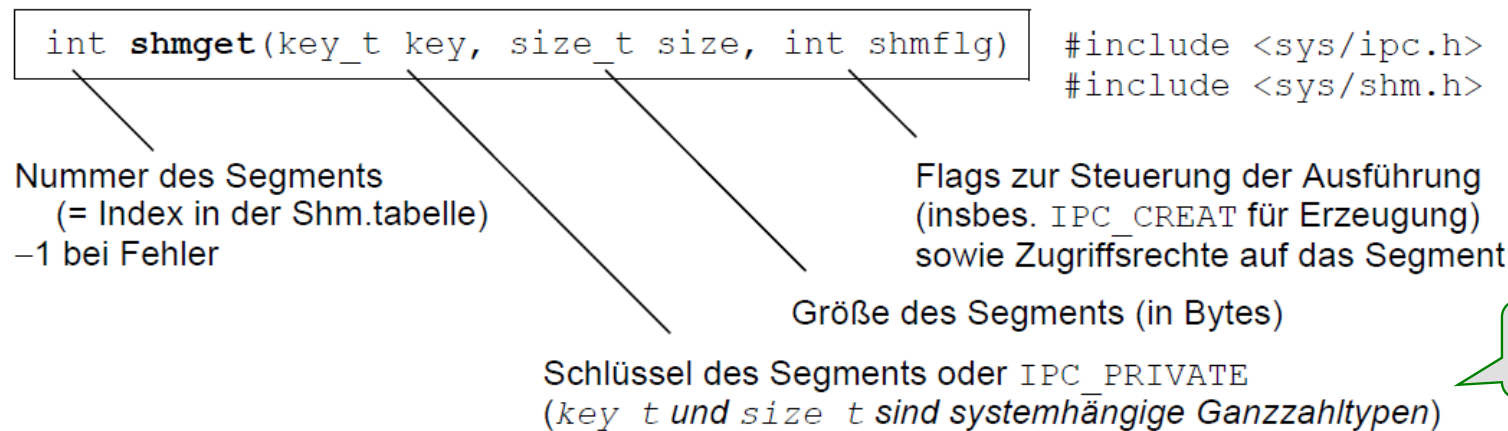 int shmget(key_t key, size_t size, int shmflg)
#include <sys/ipc.h>
#include <sys/shm.h>
Nummer des Segments
(= Index in der Shm.tabelle)
–1 bei Fehler
Flags zur Steuerung der Ausführung
(insbes. IPC_CREAT für Erzeugung)
sowie Zugriffsrechte auf das Segment
Größe des Segments (in Bytes)
Schlüssel des Segments oder IPC_PRIVATE
(key_t und size_t sind systemhängige Ganzzahltypen)